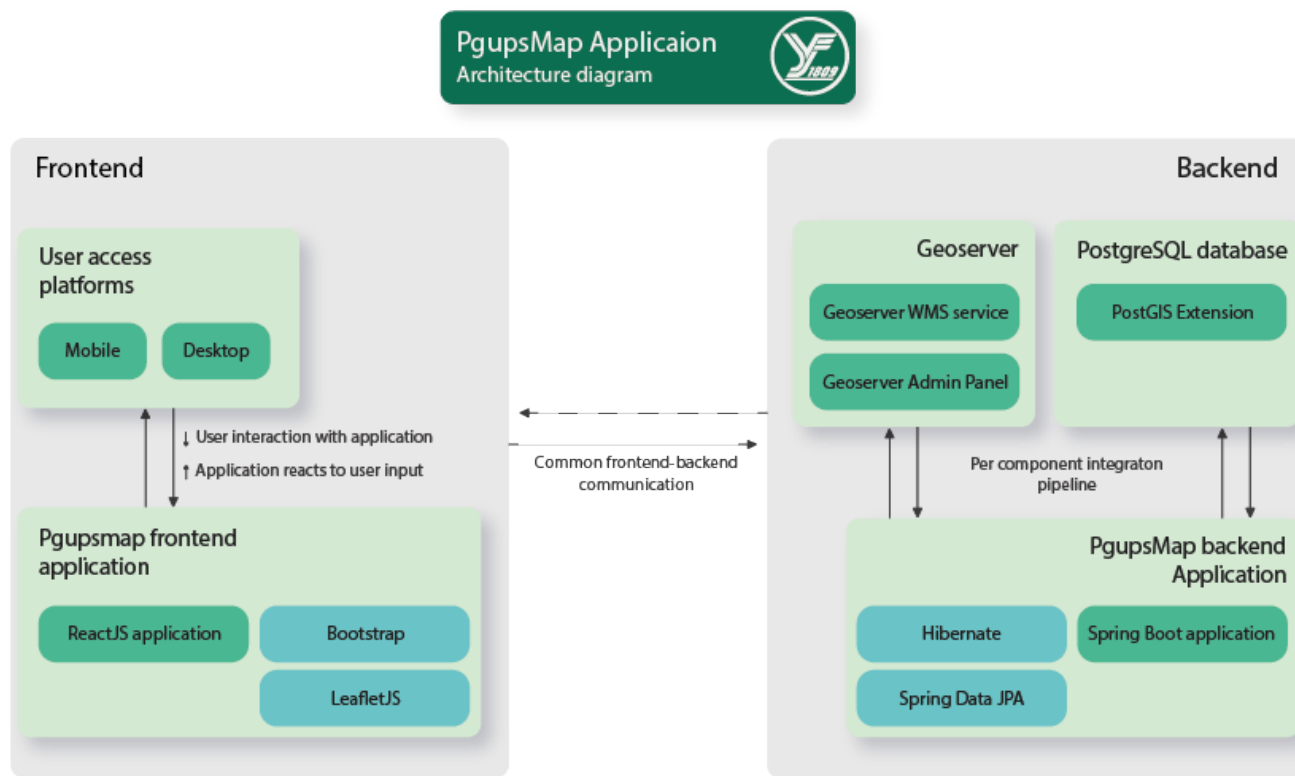 PgupsMap Applicaion
Architecture diagram
1809
Frontend
User access
platforms
Mobile
Desktop
↓ User interaction with application
↑ Application reacts to user input
Pgupsmap frontend
application
ReactJS application
Bootstrap
LeafletJS
Common frontend-backend
communication
Backend
Geoserver
Geoserver WMS service
Geoserver Admin Panel
PostgreSQL database
PostGIS Extension
Per component integraton
pipeline
PgupsMap backend
Application
Hibernate
Spring Boot application
Spring Data JPA